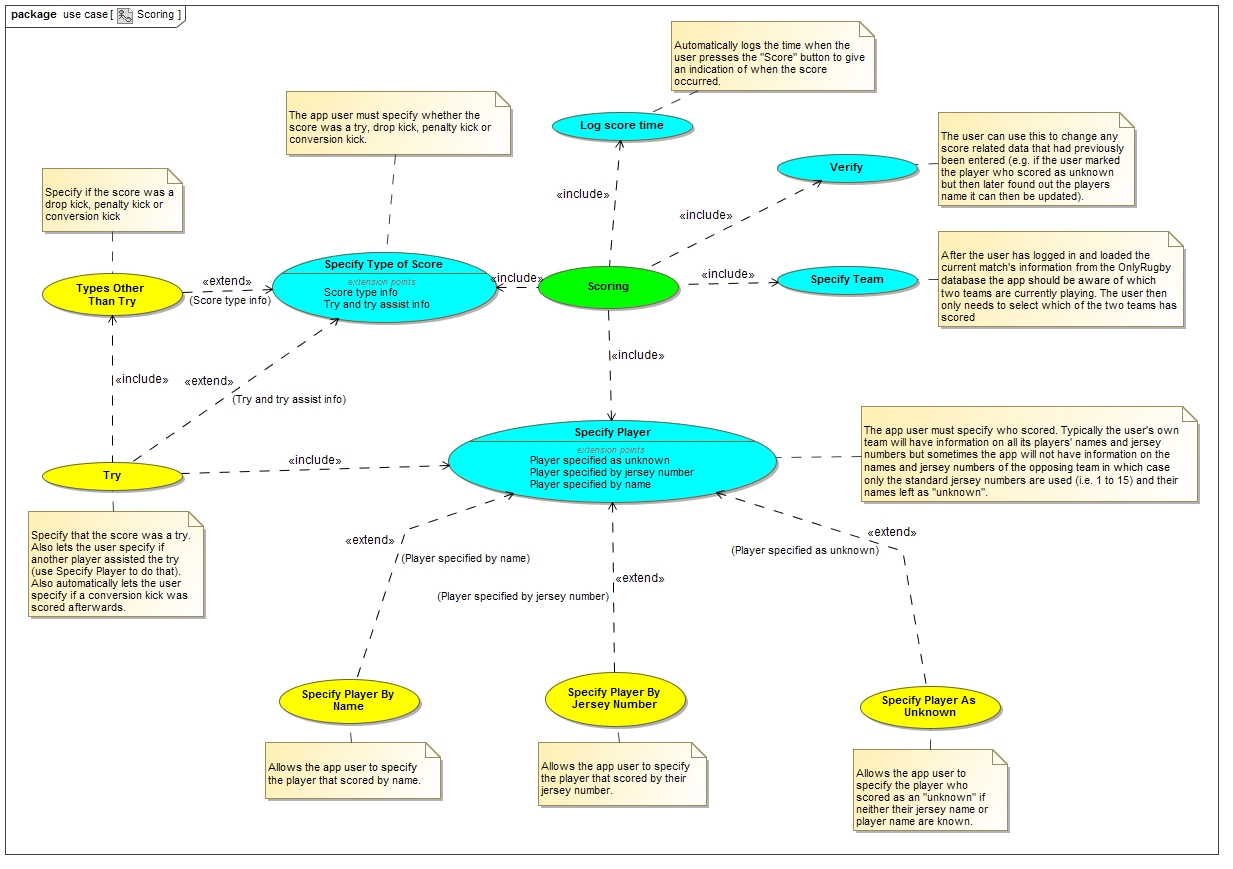 package use case [ Scoring ]
Automatically logs the time when the
user presses the "Score" button to give
an indication of when the score
occurred.
The app user must specify whether the
score was a try, drop kick, penalty kick or
conversion kick.
Log score time
The user can use this to change any
score related data that had previously
been entered (e.g. if the user marked
the player who scored as unknown
but then later found out the players
name it can then be updated).
Verify
Specify if the score was a
drop kick, penalty kick or
conversion kick
«include»
«include»
After the user has logged in and loaded the
current match's information from the OnlyRugby
database the app should be aware of which
two teams are currently playing. The user then
only needs to select which of the two teams has
scored
Types Other
Than Try
«extend»
(Score type info)
Specify Type of Score
extension points
Score type info
Try and try assist info
«include»
Scoring
«include»
Specify Team
«include»
«include»
«extend»
(Try and try assist info)
The app user must specify who scored. Typically the user's own
team will have information on all its players' names and jersey
numbers but sometimes the app will not have information on the
names and jersey numbers of the opposing team in which case
only the standard jersey numbers are used (i.e. 1 to 15) and their
names left as "unknown".
Try
«include»
Specify Player
extension points
Player specified as unknown
Player specified by jersey number
Player specified by name
Specify that the score was a try.
Also lets the user specify if
another player assisted the try
(use Specify Player to do that).
Also automatically lets the user
specify if a conversion kick was
scored afterwards.
«extend»
(Player specified by name)
«extend»
(Player specified by jersey number)
«extend»
(Player specified as unknown)
Specify Player By
Name
Specify Player By
Jersey Number
Specify Player As
Unknown
Allows the app user to specify
the player that scored by name.
Allows the app user to specify
the player that scored by their
jersey number.
Allows the app user to
specify the player who
scored as an "unknown" if
neither their jersey name or
player name are known.